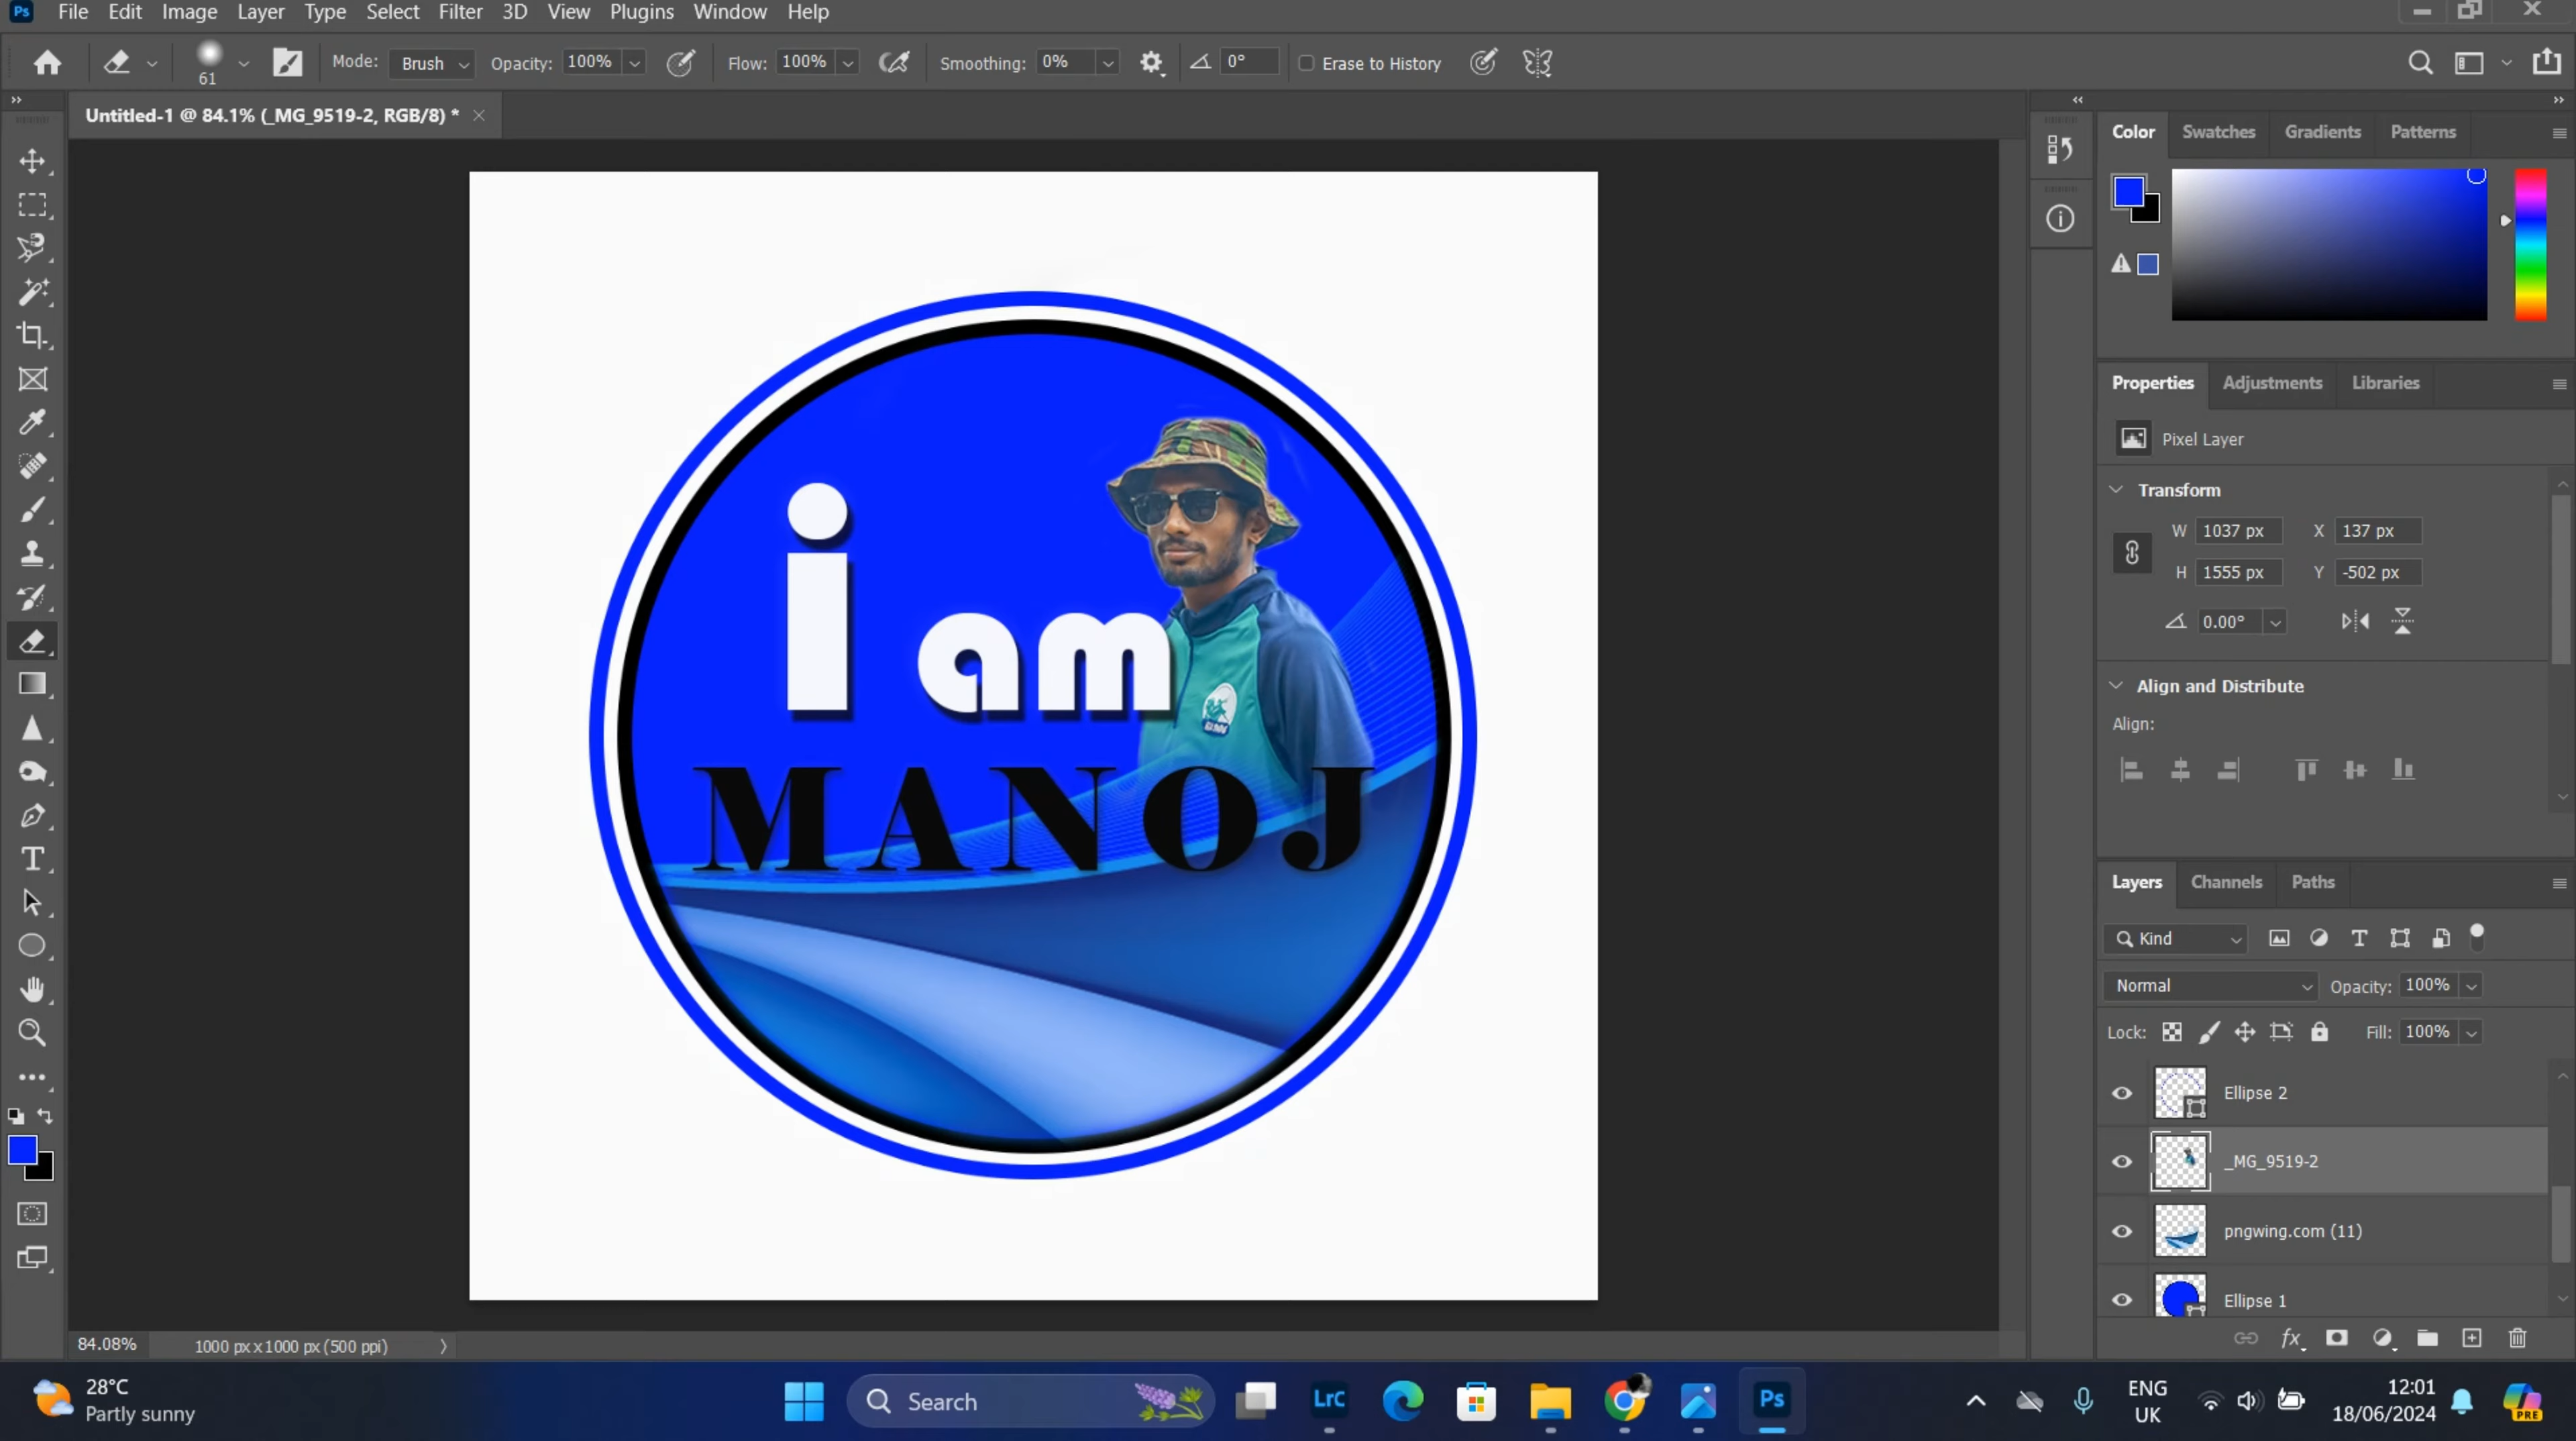 Ps File Edit Image Layer Type Select Filter 3D View Plugins Window Help
61 Mode: Brush Opacity: 100% Flow: 100% Smoothing: 0% 0° Erase to History
Untitled-1 @ 84.1% (_MG_9519-2, RGB/8) *
Color Swatches Gradients Patterns
Properties Adjustments Libraries
Pixel Layer
Transform
W 1037 px X 137 px
H 1555 px Y -502 px
0.00°
Align and Distribute
Align:
i am
MANOJ
Layers Channels Paths
Kind
Normal Opacity: 100%
Lock: Fill: 100%
Ellipse 2
_MG_9519-2
pngwing.com (11)
Ellipse 1
fx
84.08% 1000 px x 1000 px (500 ppi)
28°C
Partly sunny
Search
LrC
Ps
ENG
UK
12:01
18/06/2024
PRE